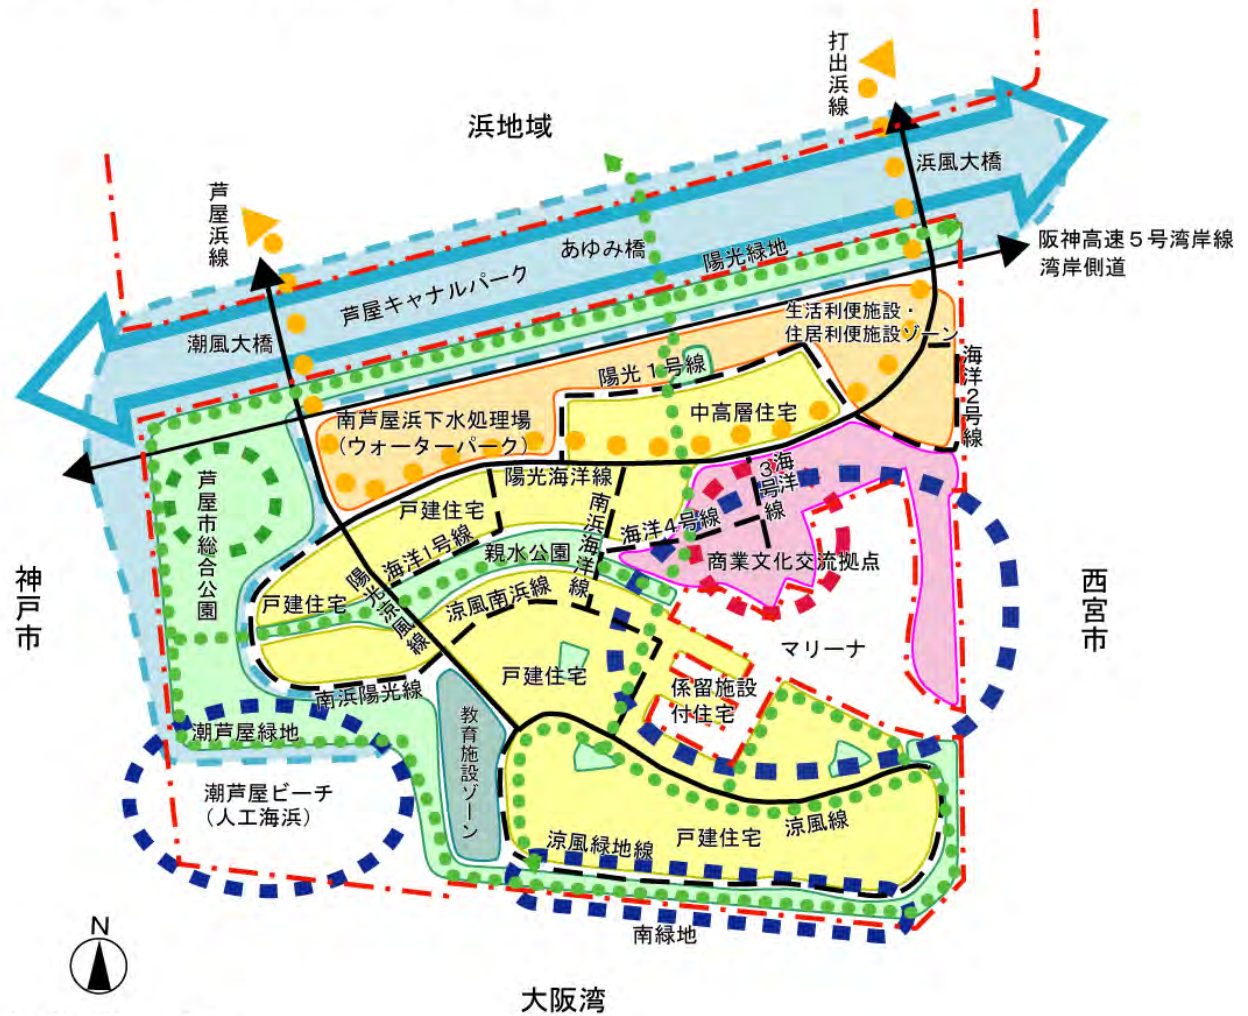 打出浜線
浜地域
浜風大橋
芦屋浜線
あゆみ橋
陽光緑地
阪神高速5号湾岸線
湾岸側道
芦屋キャナルパーク
潮風大橋
生活利便施設・
住居利便施設ゾーン
海洋2号線
陽光1号線
中高層住宅
南芦屋浜下水処理場
(ウォーターパーク)
陽光海洋線
海洋3号線
芦屋市総合公園
戸建住宅
南浜海洋線
海洋4号線
海洋1号線
親水公園
商業文化交流拠点
神戸市
西宮市
戸建住宅
陽光涼風線
涼風南浜線
マリーナ
戸建住宅
係留施設
付住宅
南浜陽光線
潮芦屋緑地
教育施設ゾーン
潮芦屋ビーチ
(人工海浜)
涼風線
戸建住宅
涼風緑地線
南緑地
N
大阪湾